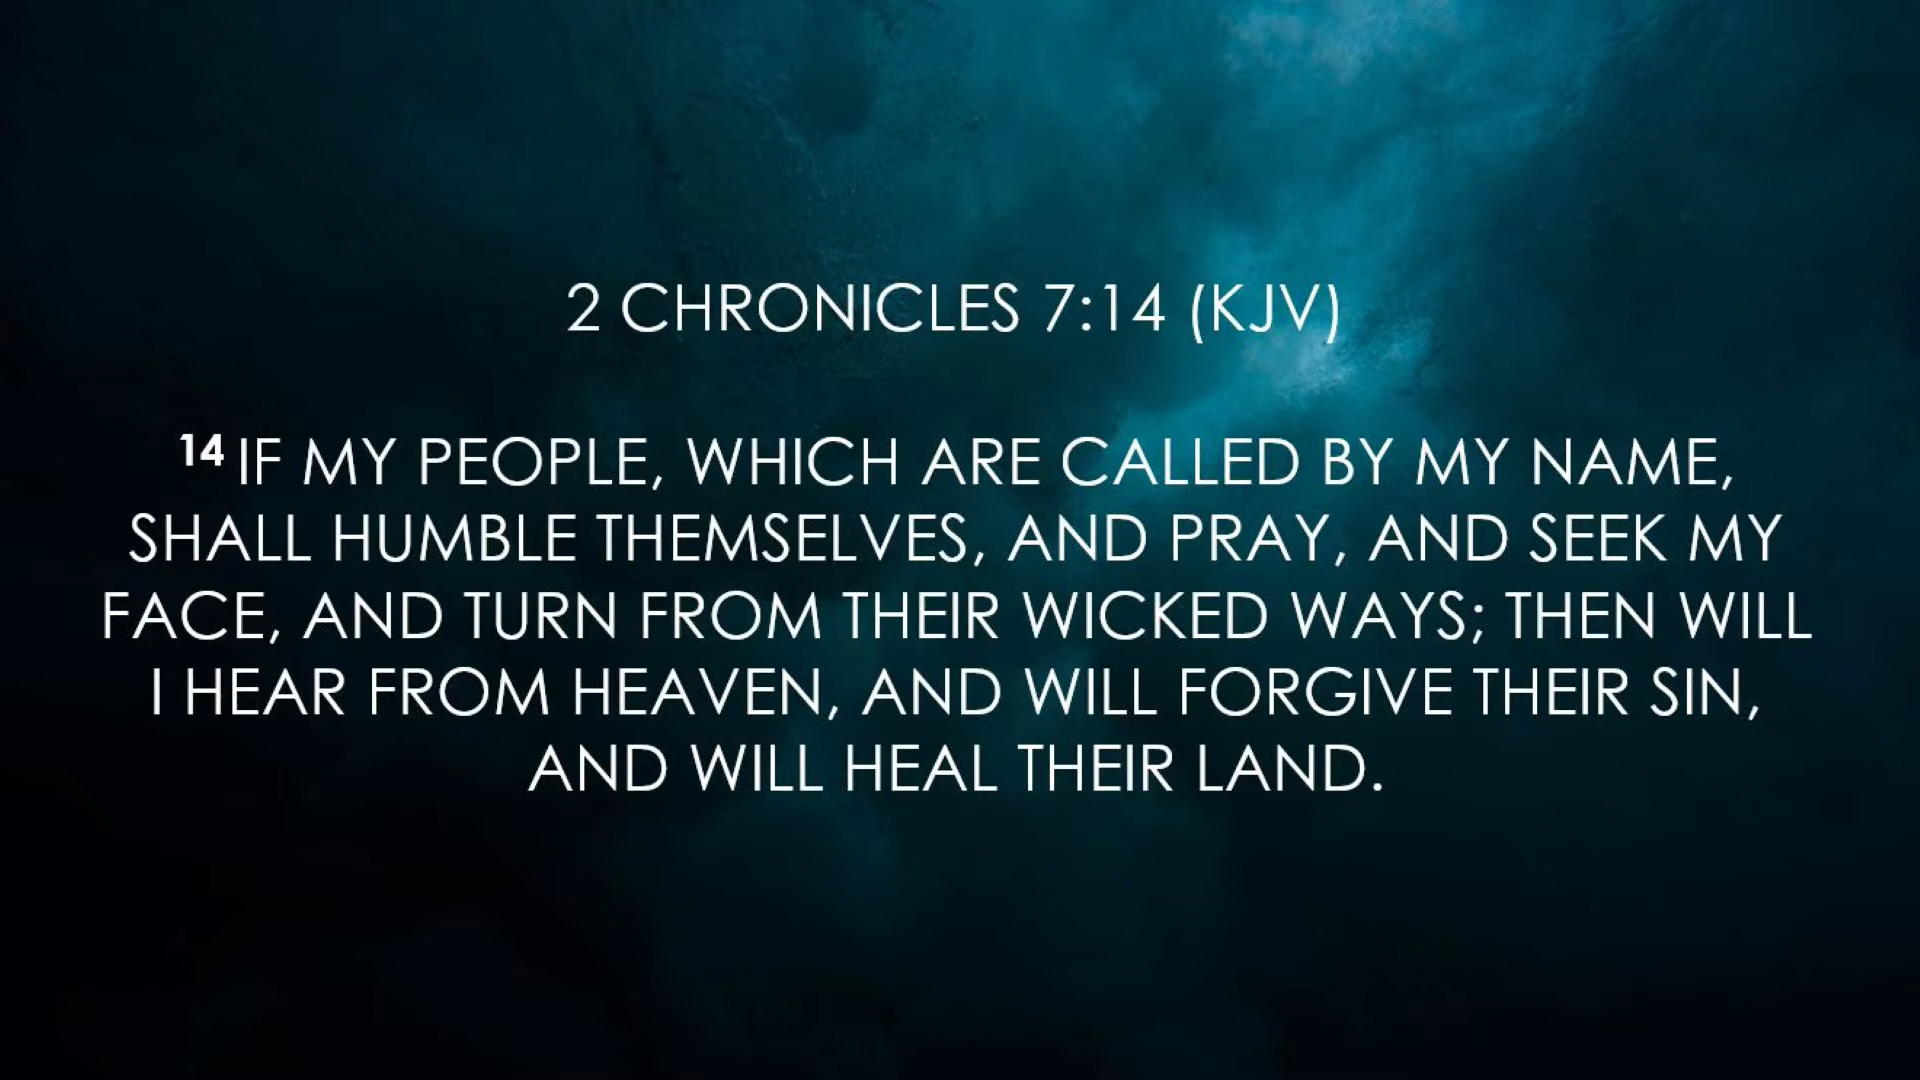 2 CHRONICLES 7:14 (KJV)
14 IF MY PEOPLE, WHICH ARE CALLED BY MY NAME,
SHALL HUMBLE THEMSELVES, AND PRAY, AND SEEK MY
FACE, AND TURN FROM THEIR WICKED WAYS; THEN WILL
I HEAR FROM HEAVEN, AND WILL FORGIVE THEIR SIN,
AND WILL HEAL THEIR LAND.